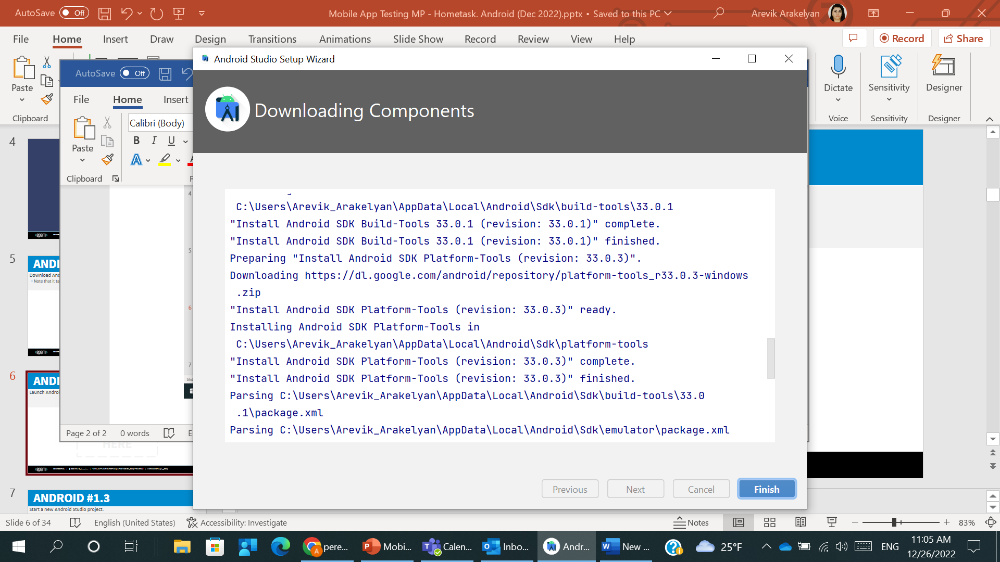 AutoSave Off
Mobile App Testing MP - Hometask. Android (Dec 2022).pptx • Saved to this PC
Arevik Arakelyan
File Home Insert Draw Design Transitions Animations Slide Show Record Review View Help
Record Share
Paste
Clipboard
Dictate
Voice
Sensitivity
Sensitivity
Designer
Designer
AutoSave Off
File Home Insert
Paste
Clipboard
Calibri (Body)
B I U
Android Studio Setup Wizard
Downloading Components
C:\Users\Arevik_Arakelyan\AppData\Local\Android\Sdk\build-tools\33.0.1
"Install Android SDK Build-Tools 33.0.1 (revision: 33.0.1)" complete.
"Install Android SDK Build-Tools 33.0.1 (revision: 33.0.1)" finished.
Preparing "Install Android SDK Platform-Tools (revision: 33.0.3)".
Downloading https://dl.google.com/android/repository/platform-tools_r33.0.3-windows
.zip
"Install Android SDK Platform-Tools (revision: 33.0.3)" ready.
Installing Android SDK Platform-Tools in
C:\Users\Arevik_Arakelyan\AppData\Local\Android\Sdk\platform-tools
"Install Android SDK Platform-Tools (revision: 33.0.3)" complete.
"Install Android SDK Platform-Tools (revision: 33.0.3)" finished.
Parsing C:\Users\Arevik_Arakelyan\AppData\Local\Android\Sdk\build-tools\33.0
.1\package.xml
Parsing C:\Users\Arevik_Arakelyan\AppData\Local\Android\Sdk\emulator\package.xml
Previous Next Cancel Finish
4
<epam>
5
ANDI
Download And
- Note that it ta
<epam>
6
ANDI
Launch Androi
HERE
<epam>
7
ANDROID #1.3
Start a new Android Studio project.
4
5
6
7
Page 2 of 2 0 words
Slide 6 of 34 English (United States) Accessibility: Investigate Notes 83%
pere... Mobi... Calen... Inbo... Andr... New ... 25°F ENG
11:05 AM
12/26/2022